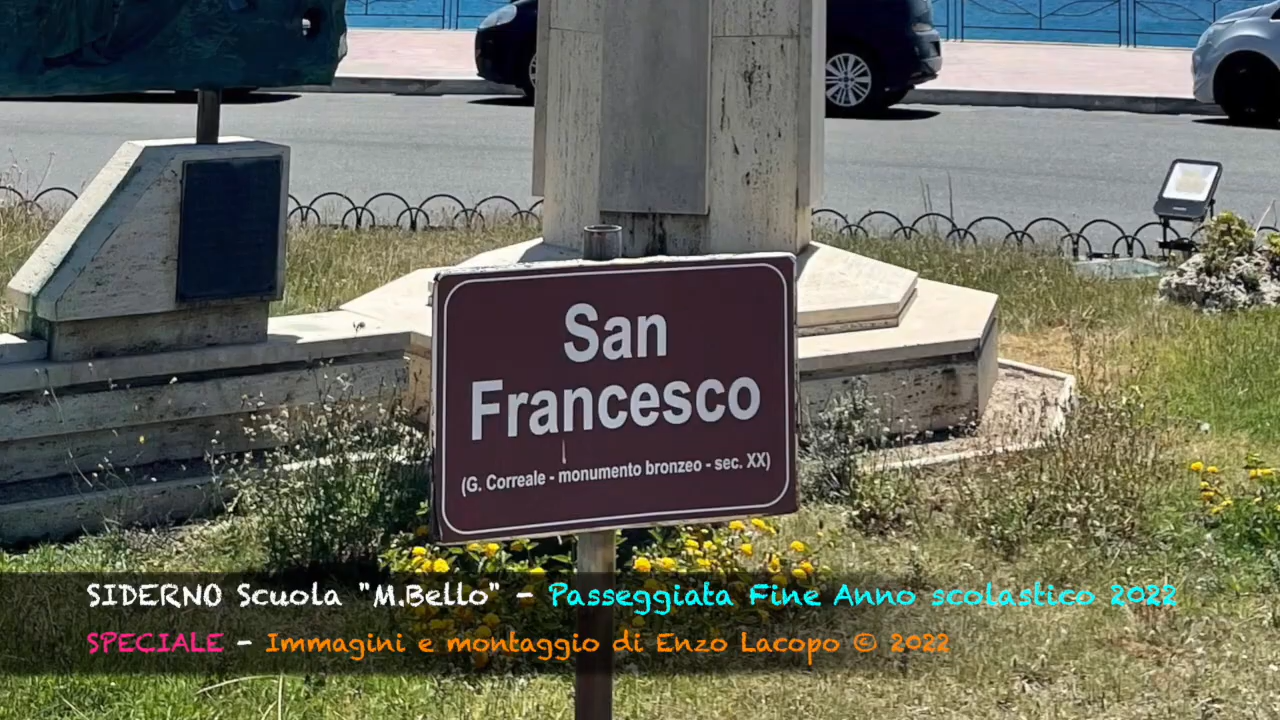 San
Francesco
(G. Correale - monumento bronzeo - sec. XX)
SIDERNO Scuola "M.Bello" - Passeggiata Fine Anno scolastico 2022
SPECIALE - Immagini e montaggio di Enzo Lacopo © 2022